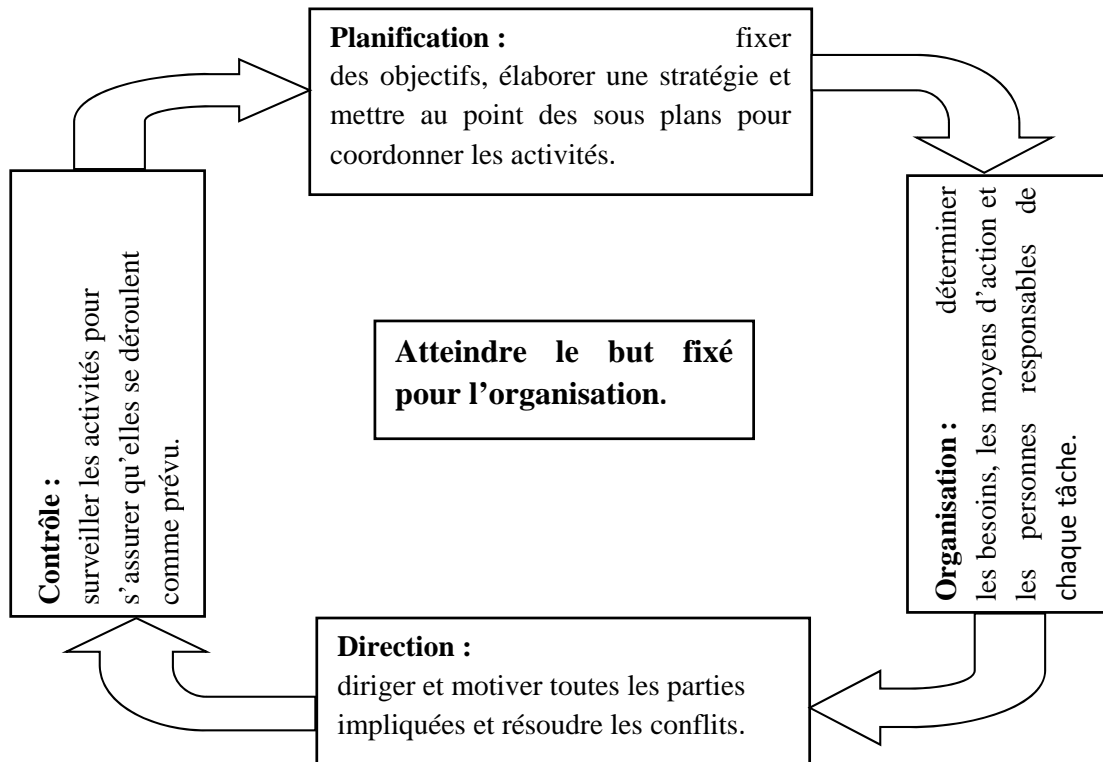 Planification : fixer
des objectifs, élaborer une stratégie et
mettre au point des sous plans pour
coordonner les activités.
Organisation : déterminer
les besoins, les moyens d’action et
les personnes responsables de
chaque tâche.
Atteindre le but fixé
pour l’organisation.
Direction :
diriger et motiver toutes les parties
impliquées et résoudre les conflits.
Contrôle :
surveiller les activités pour
s’assurer qu’elles se déroulent
comme prévu.